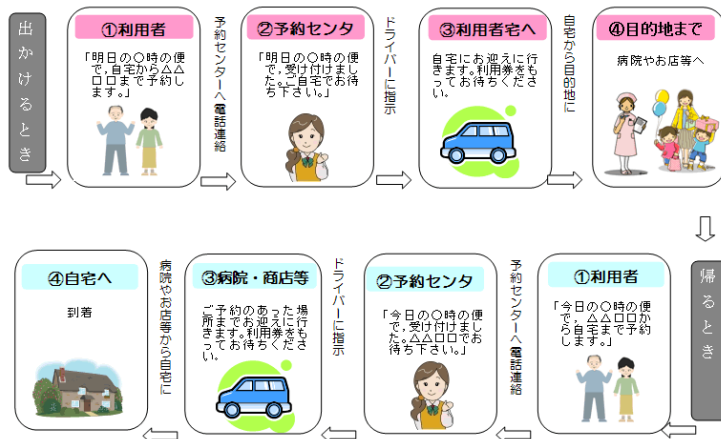 出かけるとき
①利用者
「明日の〇時の便
で,自宅から△△
ロロまで予約し
ます。」
予約センターへ電話連絡
②予約センタ
「明日の〇時の便
で,受け付けまし
た。ご自宅でお待
ち下さい。」
ドライバーに指示
③利用者宅へ
自宅にお迎えに行
きます。利用券をも
ってお待ちくださ
い。
自宅から目的地に
④目的地まで
病院やお店等へ
帰るとき
①利用者
「今日の〇時の便
で、△△ロロか
ら自宅まで予約
します。」
予約センターへ電話連絡
②予約センタ
「今日の〇時の便
で,受け付けまし
た。△△ロロでお
待ち下さい。」
ドライバーに指示
③病院・商店等
ご予約のあった場
所までお迎えに行
きます。利用券をも
ってお待ちくださ
い。
病院やお店等から自宅に
④自宅へ
到着